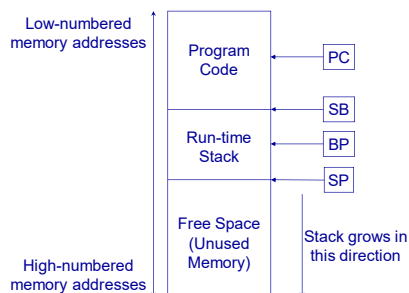 Low-numbered
memory addresses
Program
Code
PC
SB
Run-time
Stack
BP
SP
Free Space
(Unused
Memory)
Stack grows in
this direction
High-numbered
memory addresses